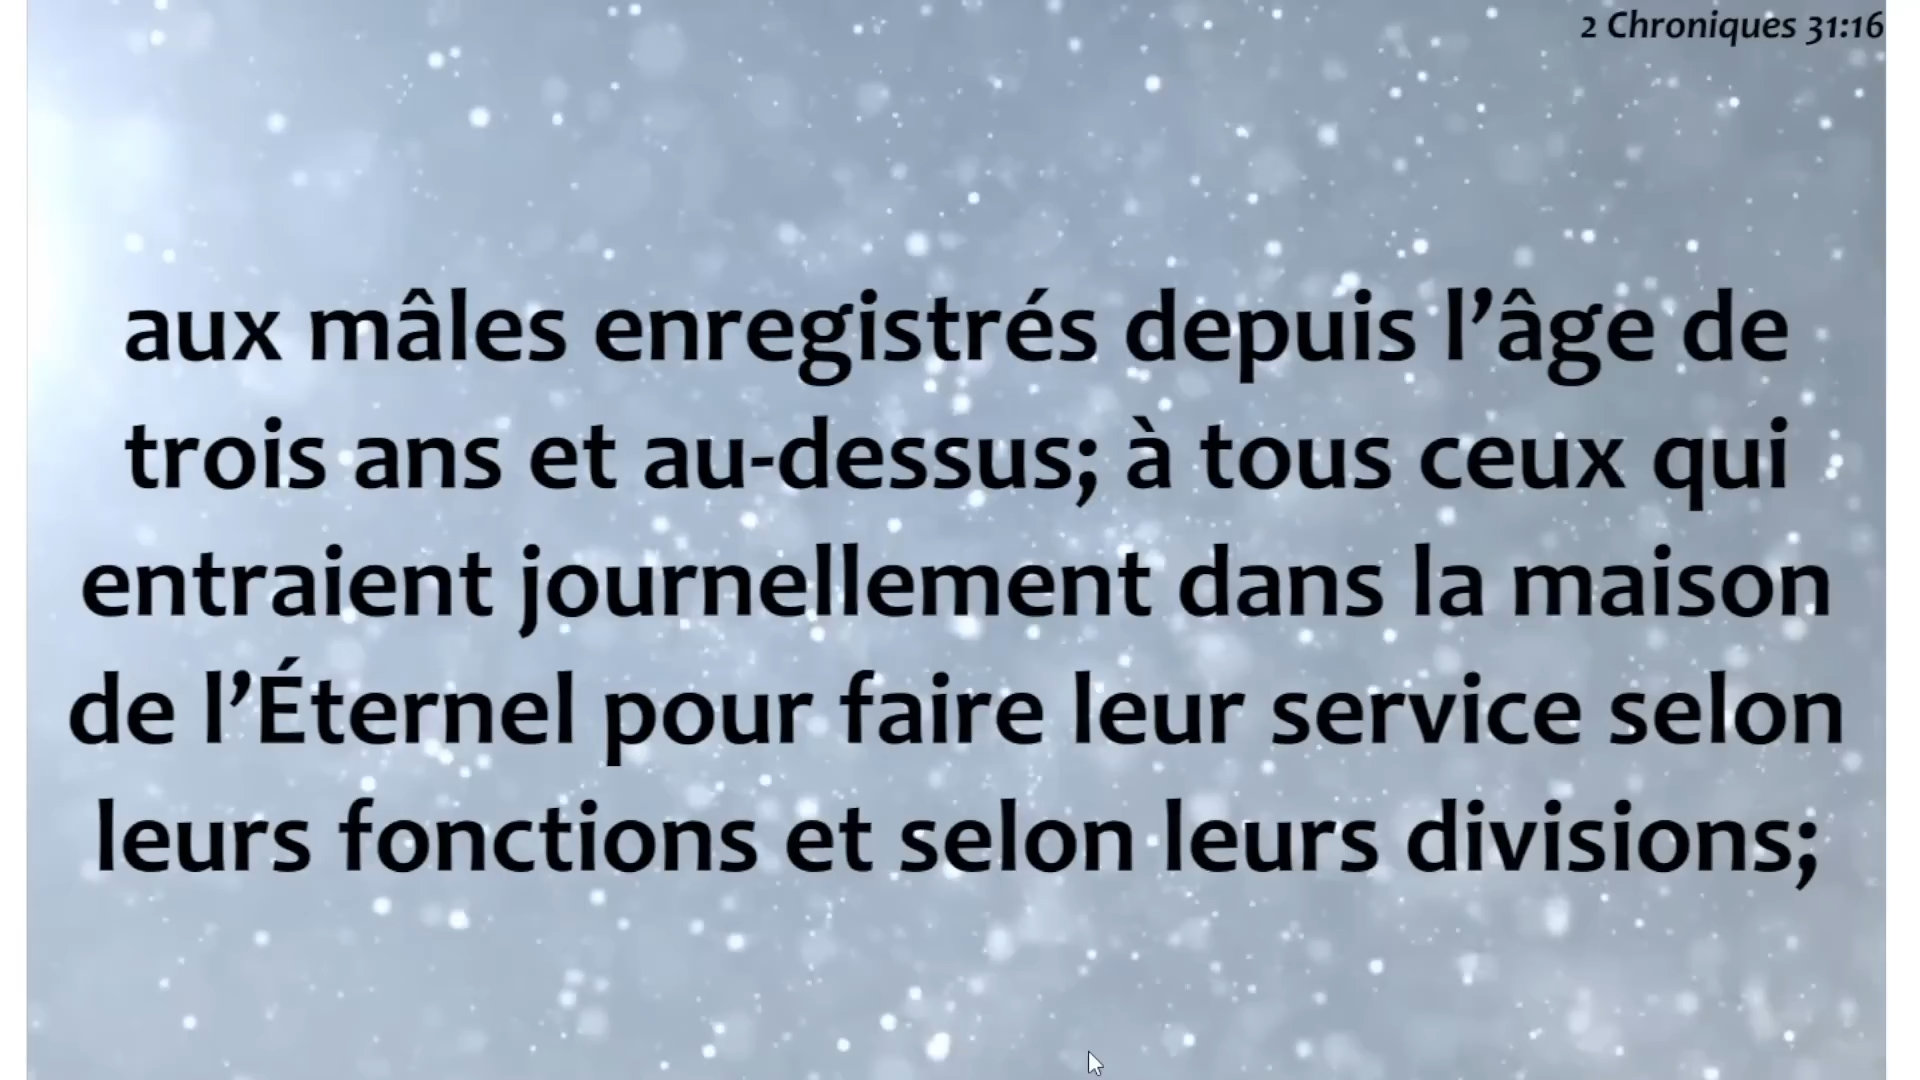 2 Chroniques 31:16
aux mâles enregistrés depuis l’âge de
trois ans et au-dessus; à tous ceux qui
entraient journellement dans la maison
de l’Éternel pour faire leur service selon
leurs fonctions et selon leurs divisions;